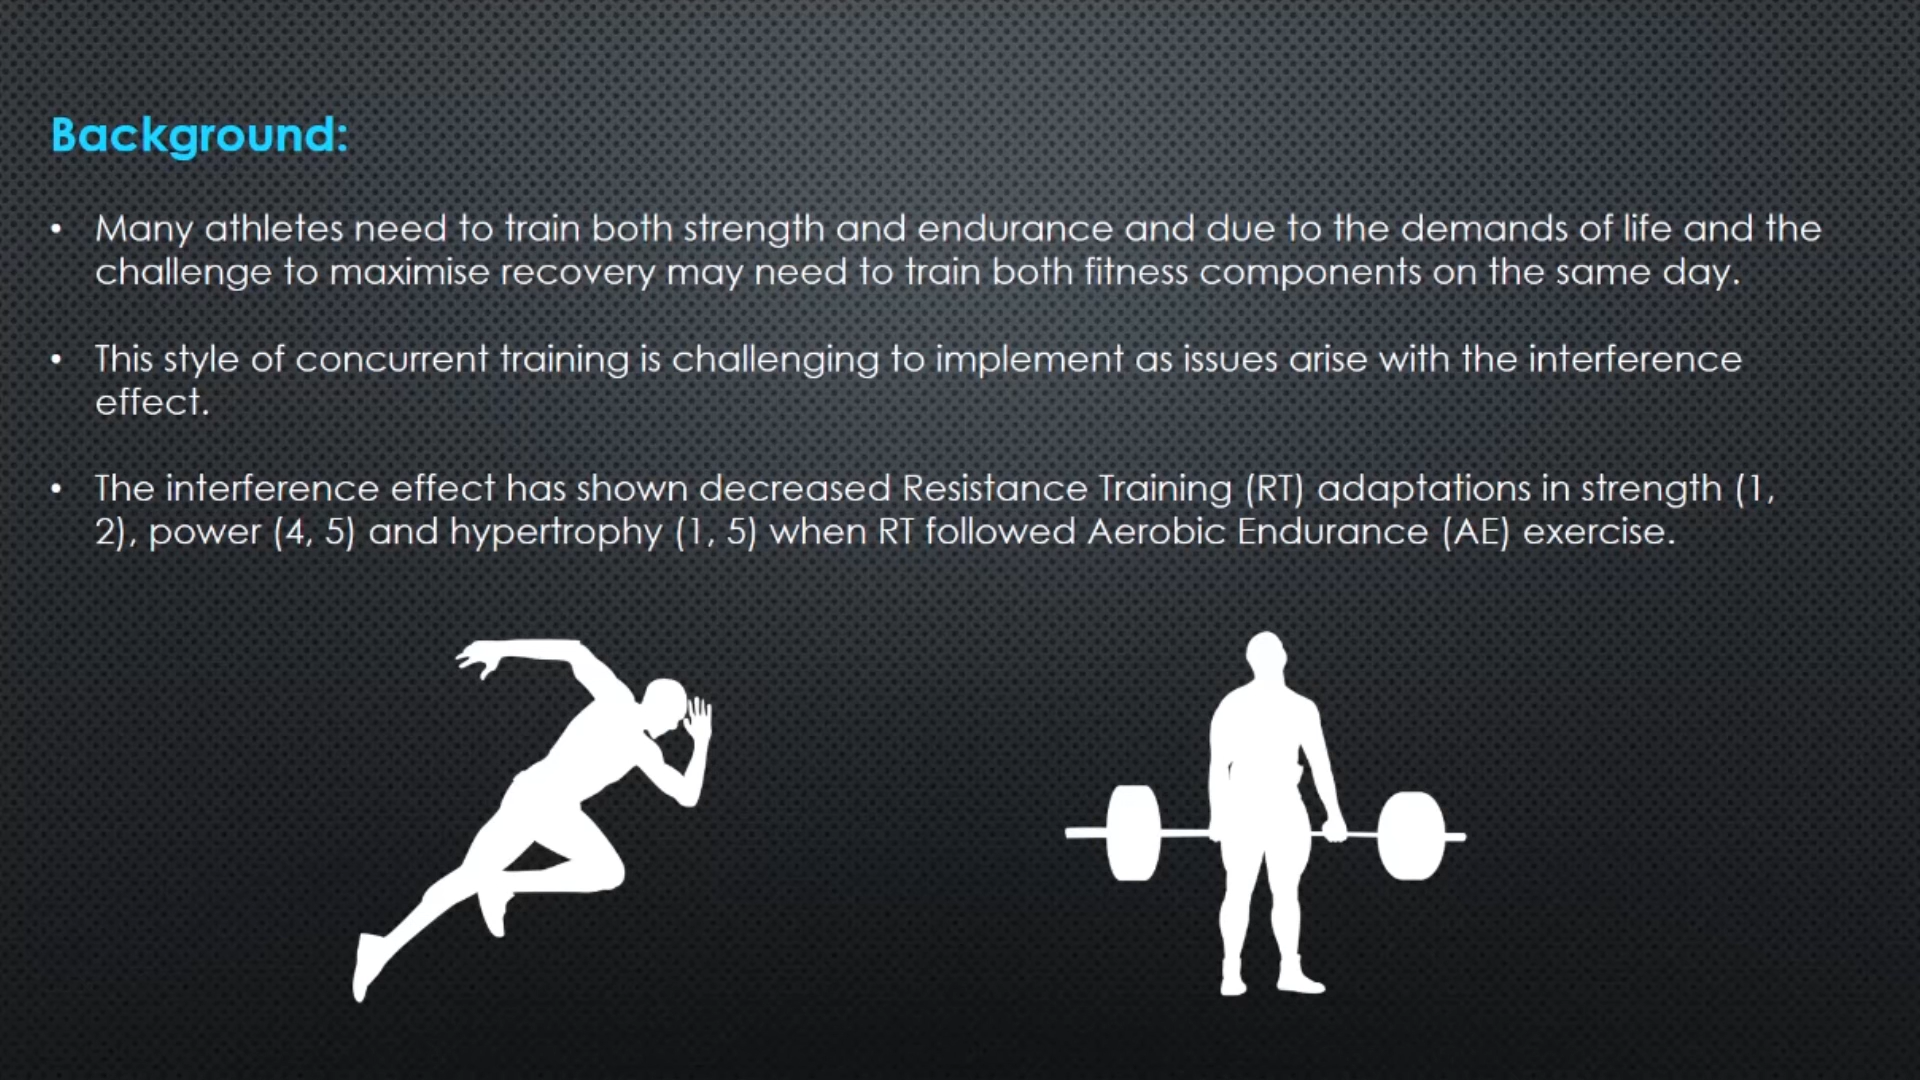 Background:
• Many athletes need to train both strength and endurance and due to the demands of life and the
challenge to maximise recovery may need to train both fitness components on the same day.
• This style of concurrent training is challenging to implement as issues arise with the interference
effect.
• The interference effect has shown decreased Resistance Training (RT) adaptations in strength (1,
2), power (4, 5) and hypertrophy (1, 5) when RT followed Aerobic Endurance (AE) exercise.